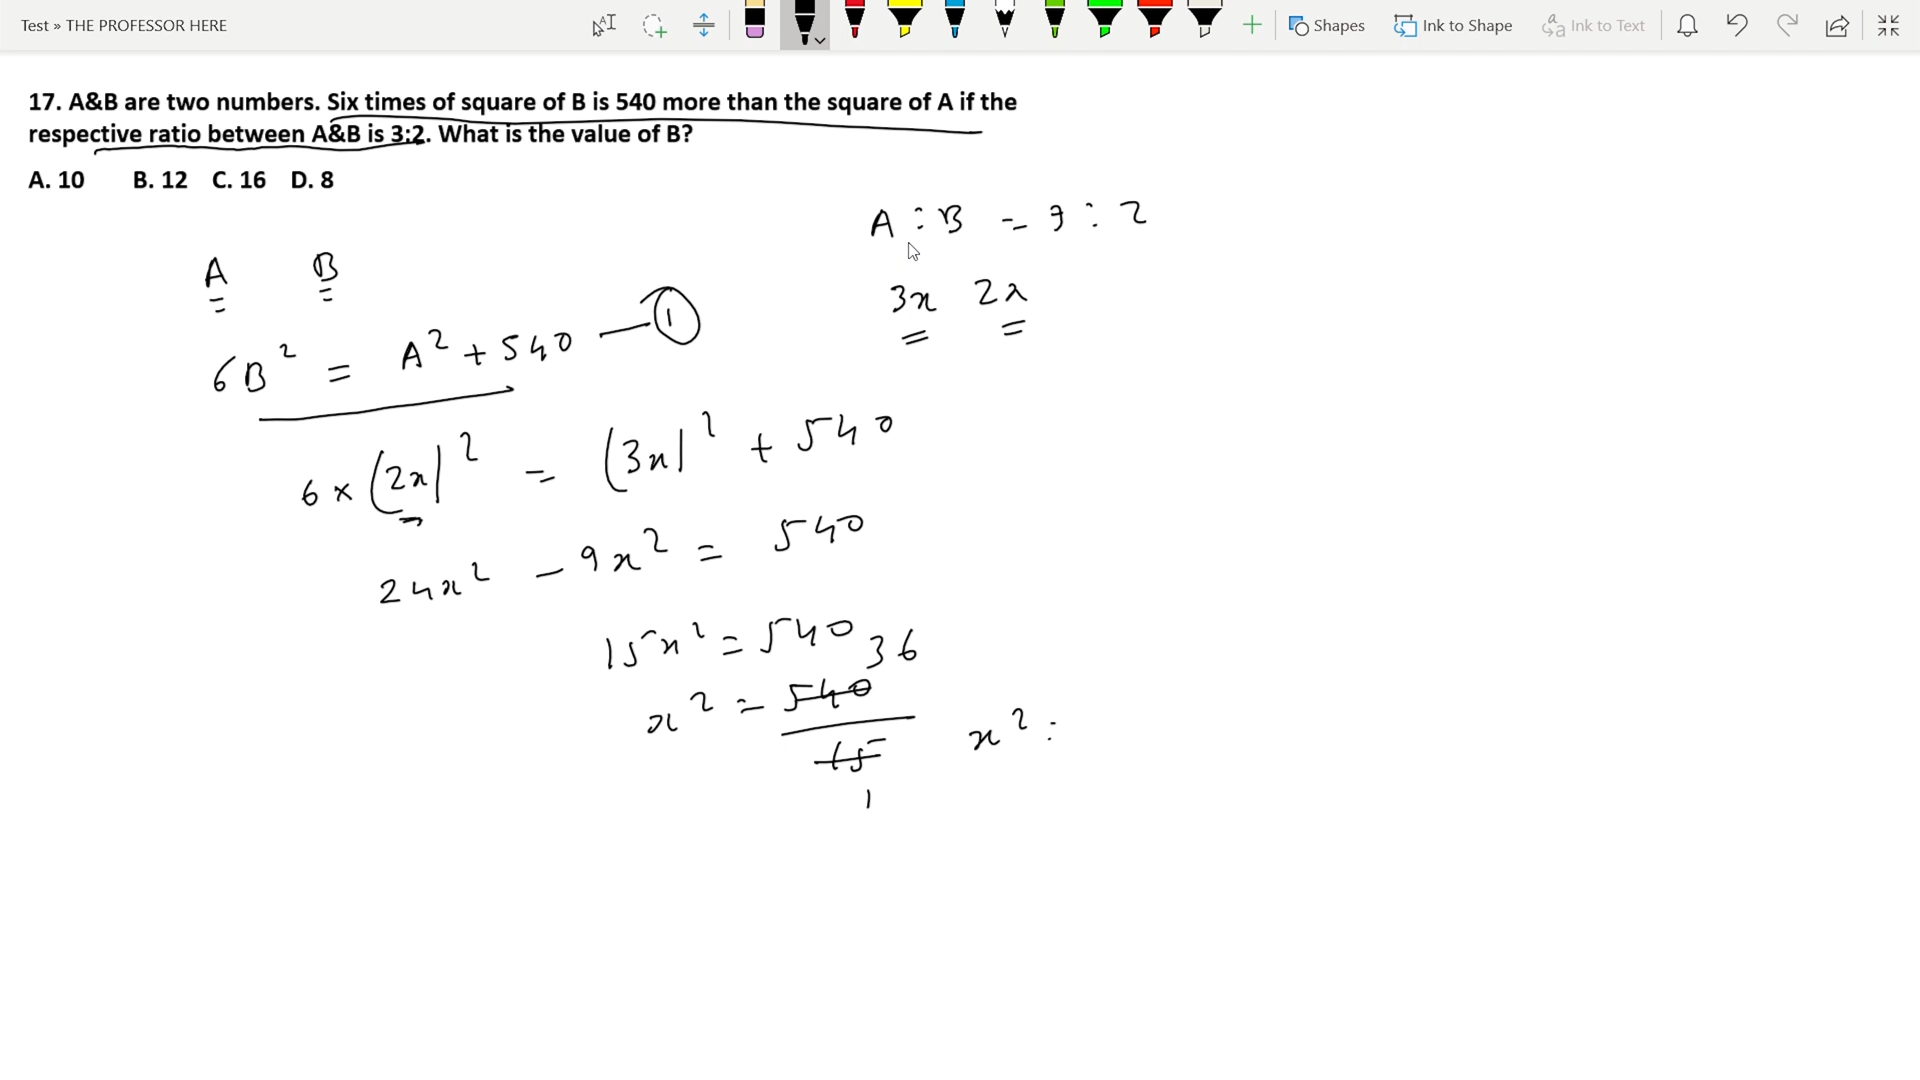 Test » THE PROFESSOR HERE
Shapes
Ink to Shape
Ink to Text
17. A&B are two numbers. Six times of square of B is 540 more than the square of A if the
respective ratio between A&B is 3:2. What is the value of B?
A. 10 B. 12 C. 16 D. 8
A : B = 3 : 2
A B
3x 2x
6B² = A² + 540 — ①
6 × (2x)² = (3x)² + 540
24x² - 9x² = 540
15x² = 540
36
x² = 540
15
1
x² :